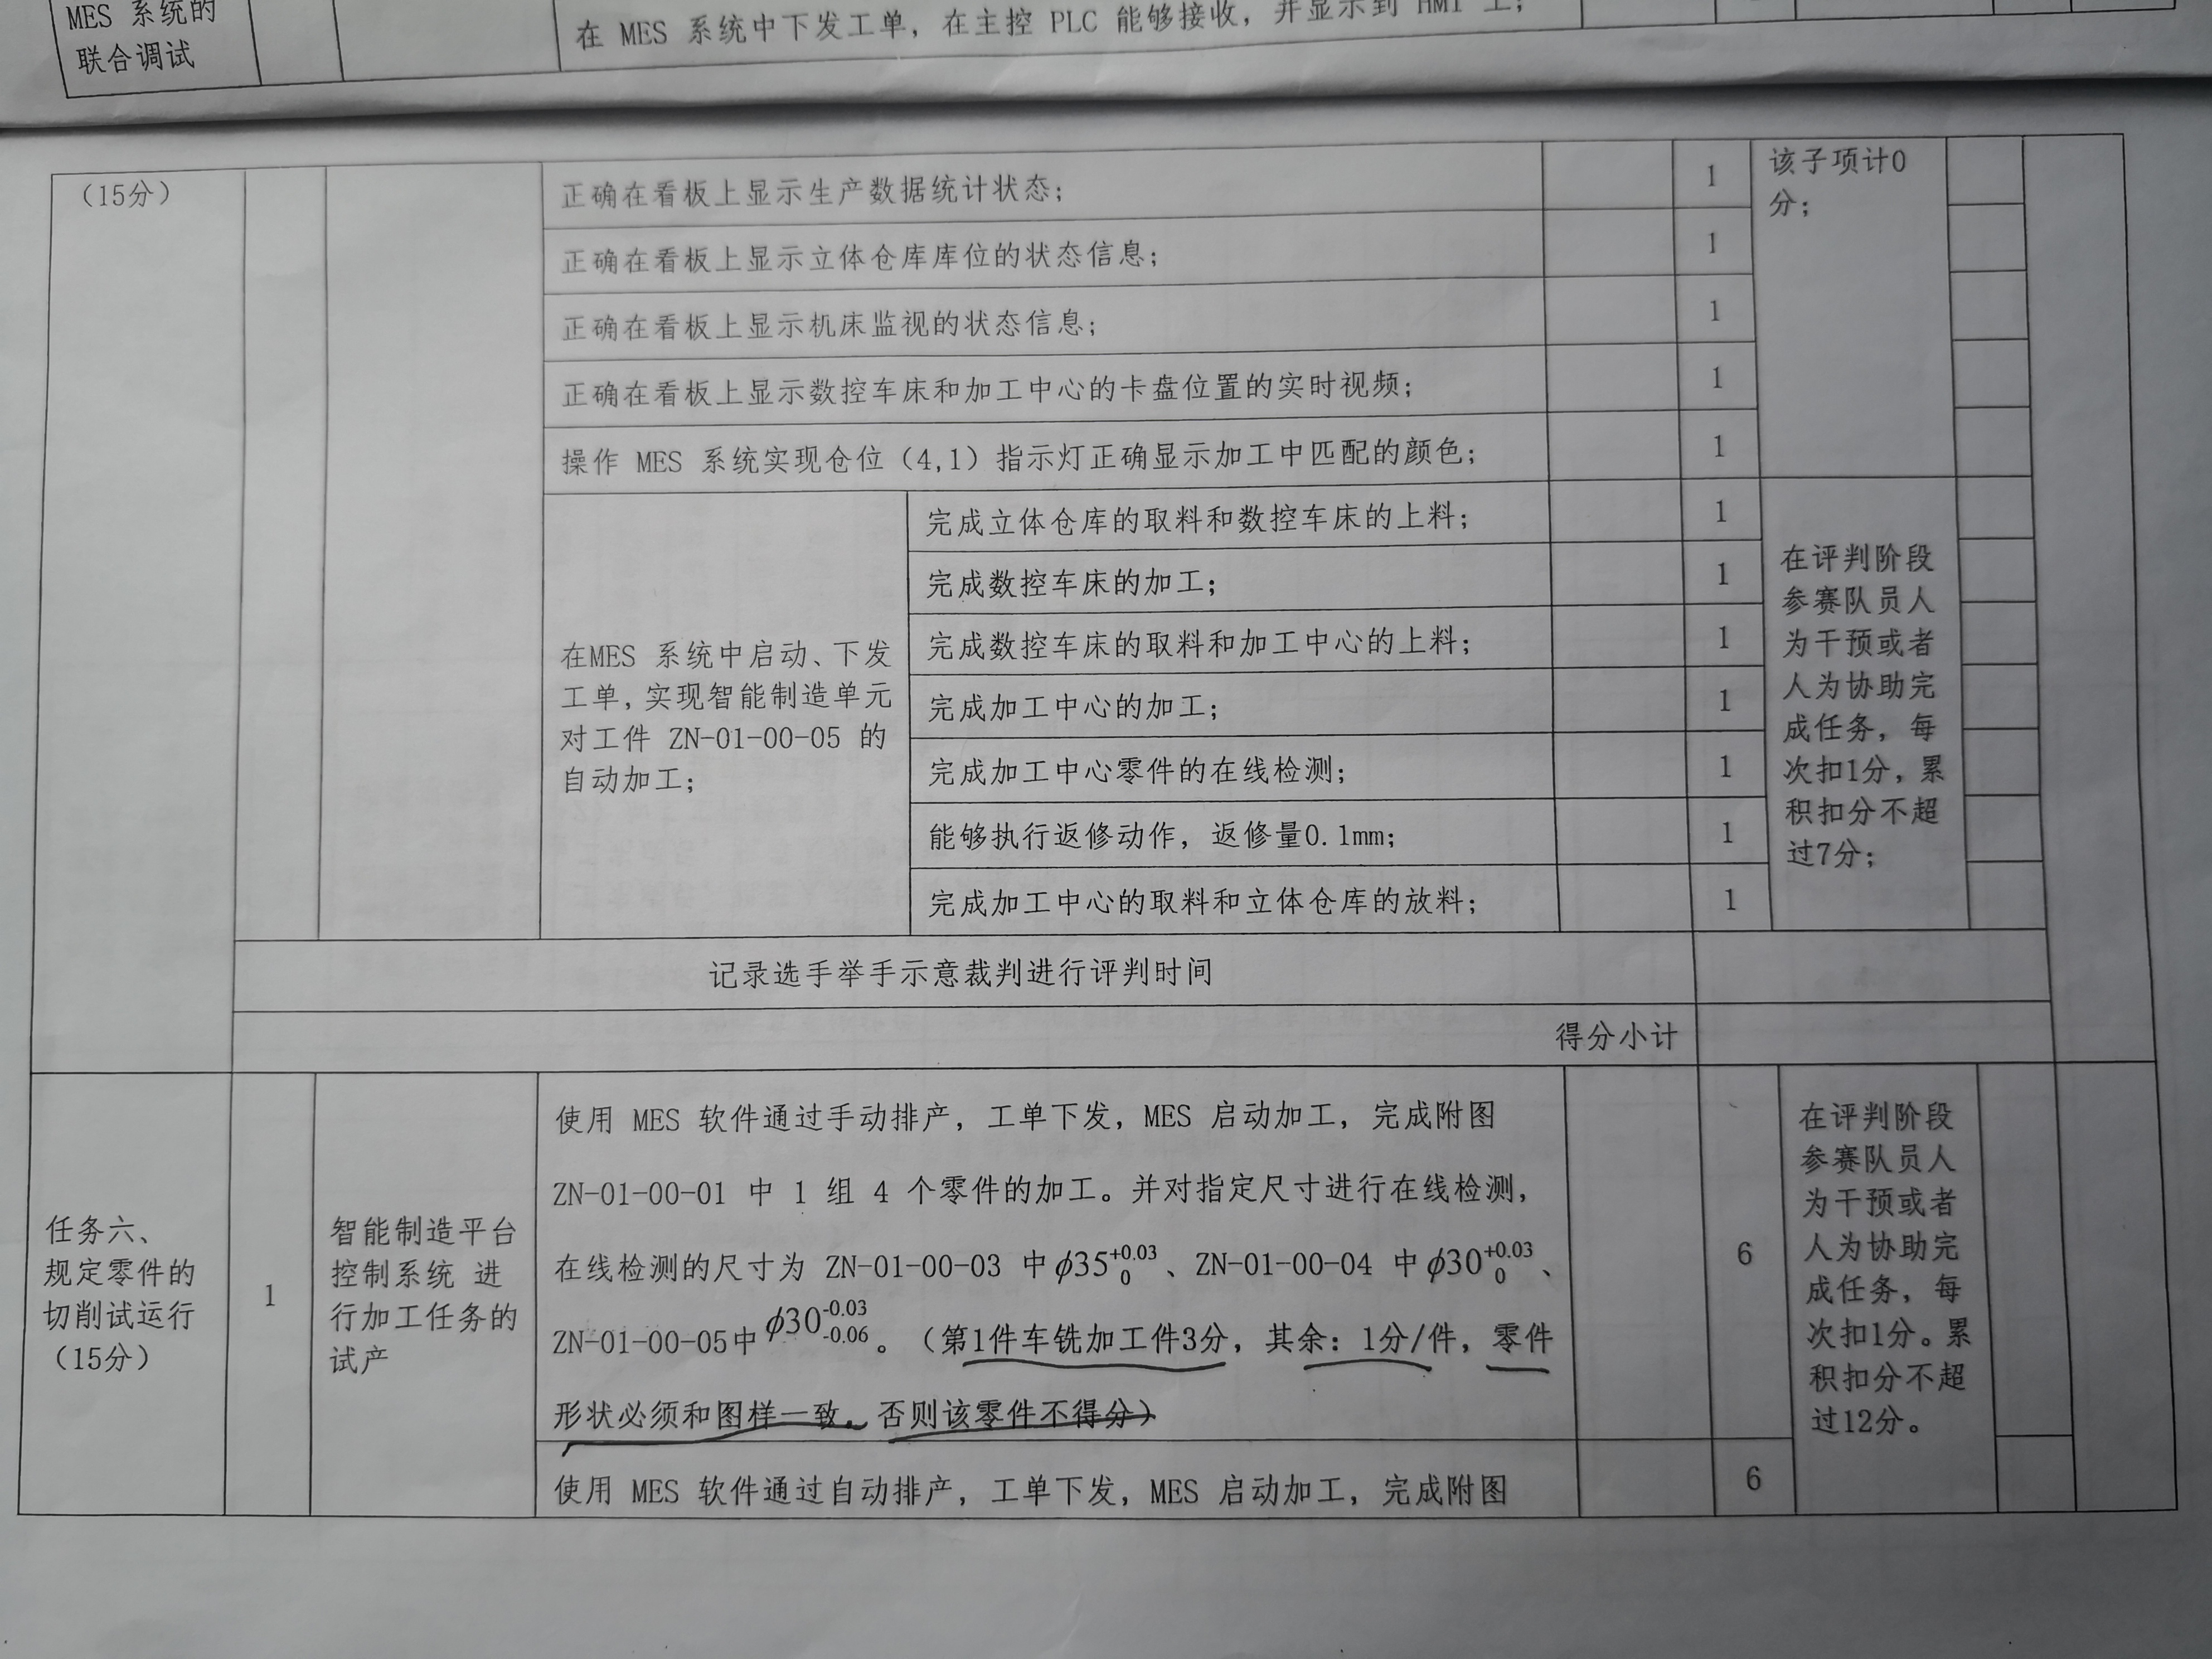 MES 系统的
联合调试
在 MES 系统中下发工单，在主控 PLC 能够接收，并显示到 HMI 上；
（15分）
正确在看板上显示生产数据统计状态；
1
该子项计0
分；
正确在看板上显示立体仓库库位的状态信息；
1
正确在看板上显示机床监视的状态信息；
1
正确在看板上显示数控车床和加工中心的卡盘位置的实时视频；
1
操作 MES 系统实现仓位（4,1）指示灯正确显示加工中匹配的颜色；
1
在MES 系统中启动、下发
工单，实现智能制造单元
对工件 ZN-01-00-05 的
自动加工；
完成立体仓库的取料和数控车床的上料；
1
完成数控车床的加工；
1
完成数控车床的取料和加工中心的上料；
1
完成加工中心的加工；
1
完成加工中心零件的在线检测；
1
能够执行返修动作，返修量0.1mm；
1
完成加工中心的取料和立体仓库的放料；
1
在评判阶段
参赛队员人
为干预或者
人为协助完
成任务，每
次扣1分，累
积扣分不超
过7分；
记录选手举手示意裁判进行评判时间
得分小计
任务六、
规定零件的
切削试运行
（15分）
1
智能制造平台
控制系统 进
行加工任务的
试产
使用 MES 软件通过手动排产，工单下发，MES 启动加工，完成附图
ZN-01-00-01 中 1 组 4 个零件的加工。并对指定尺寸进行在线检测，
在线检测的尺寸为 ZN-01-00-03 中ϕ35+0.03 0、ZN-01-00-04 中ϕ30+0.03 0、
ZN-01-00-05中ϕ30-0.03 -0.06。（第1件车铣加工件3分，其余：1分/件，零件
形状必须和图样一致，否则该零件不得分）
6
在评判阶段
参赛队员人
为干预或者
人为协助完
成任务，每
次扣1分。累
积扣分不超
过12分。
使用 MES 软件通过自动排产，工单下发，MES 启动加工，完成附图
6